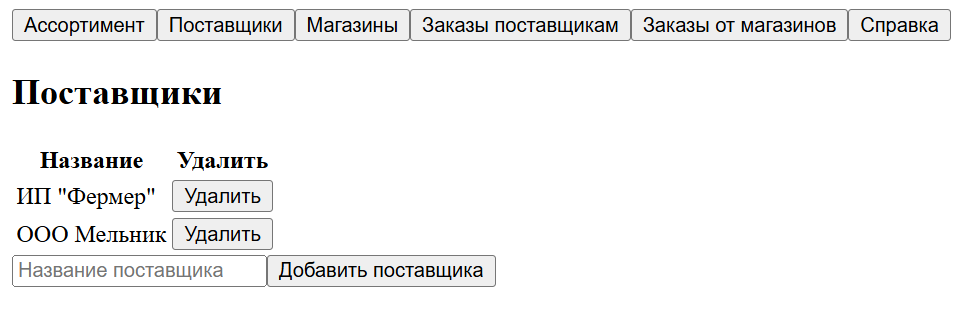 Ассортимент Поставщики Магазины Заказы поставщикам Заказы от магазинов Справка
Поставщики
Название Удалить
ИП "Фермер" Удалить
ООО Мельник Удалить
Название поставщика Добавить поставщика